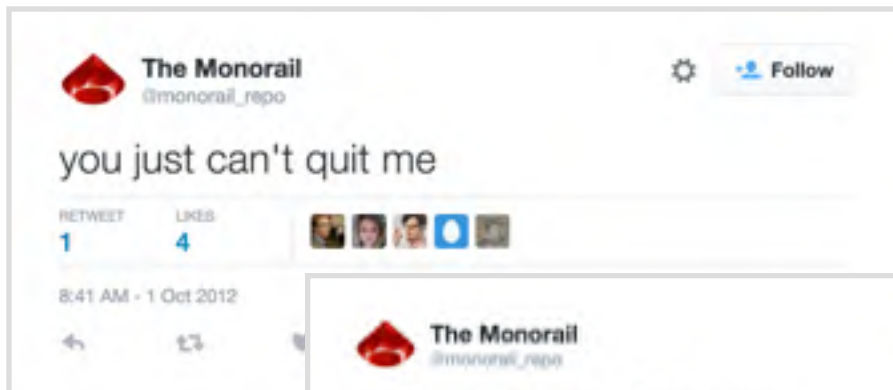 The Monorail
@monorail_repo
Follow
you just can't quit me
RETWEET
LIKES
1
4
8:41 AM - 1 Oct 2012
The Monorail
@monorail_repo